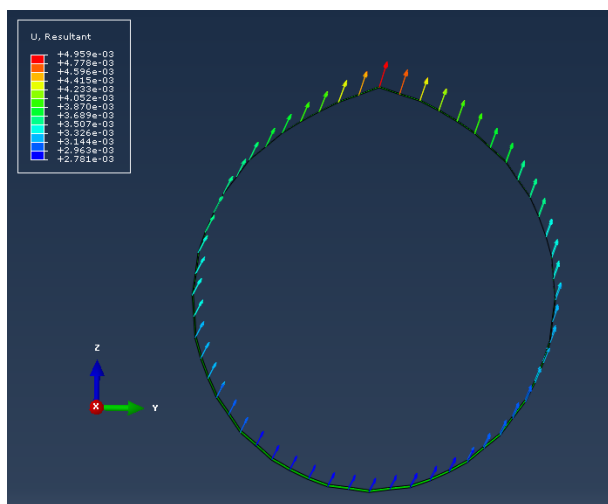 U, Resultant
+4.959e-03
+4.778e-03
+4.596e-03
+4.415e-03
+4.233e-03
+4.052e-03
+3.870e-03
+3.689e-03
+3.507e-03
+3.326e-03
+3.144e-03
+2.963e-03
+2.781e-03
Z
X
Y